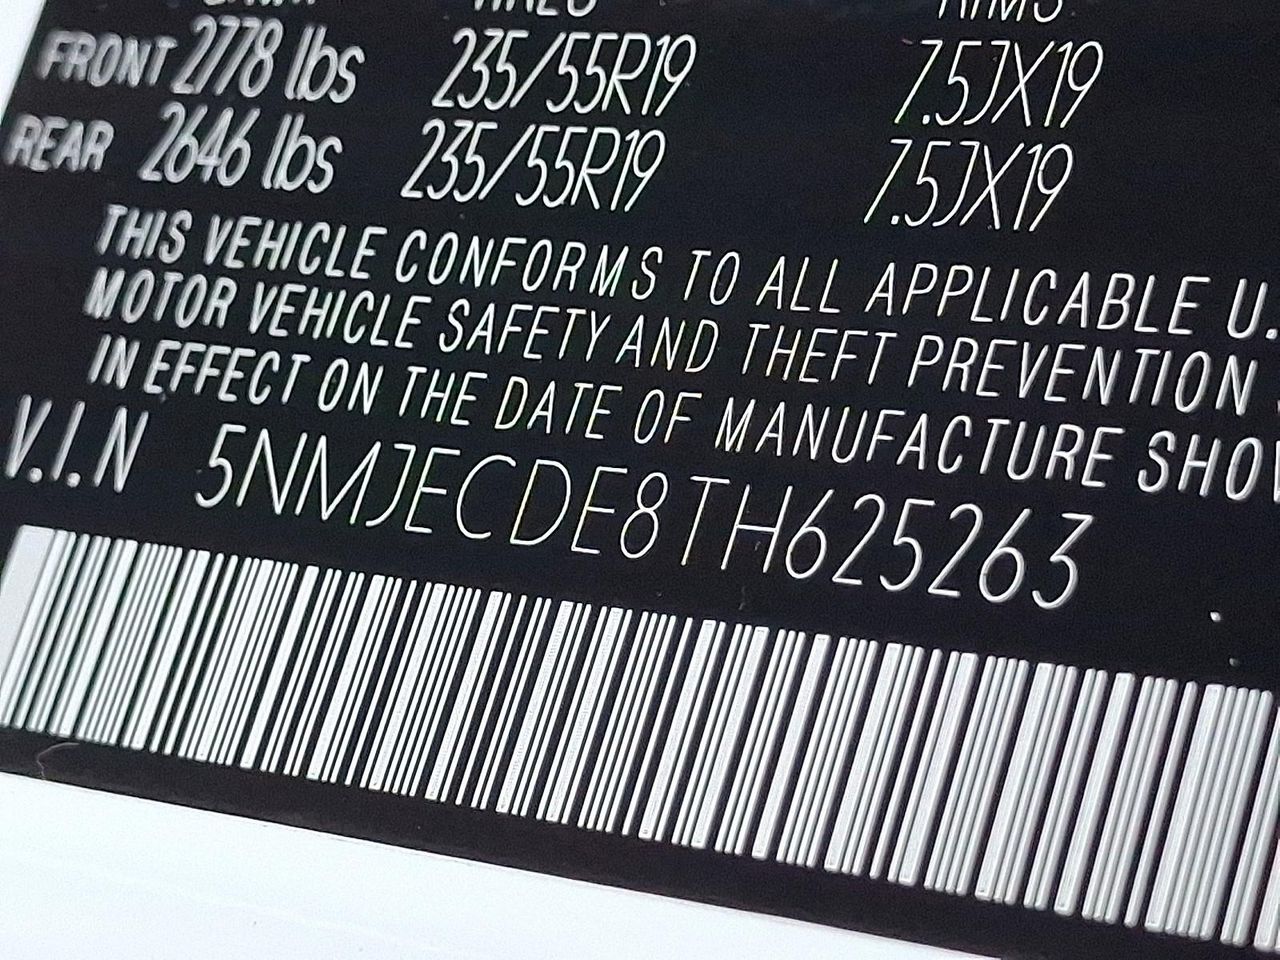 FRONT 2778 lbs 235/55R19 7.5JX19
REAR 2646 lbs 235/55R19 7.5JX19
THIS VEHICLE CONFORMS TO ALL APPLICABLE U.
MOTOR VEHICLE SAFETY AND THEFT PREVENTION
IN EFFECT ON THE DATE OF MANUFACTURE SHO
V.I.N 5NMJECDE8TH625263